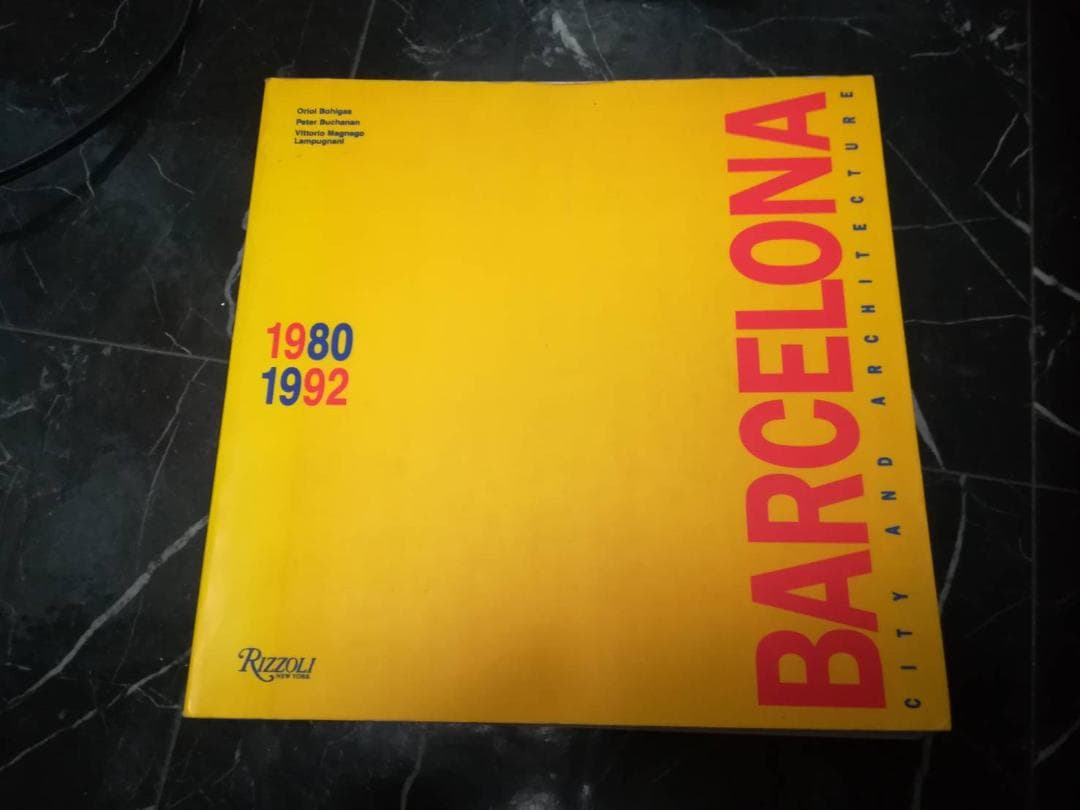 Oriol Bohigas
Peter Buchanan
Vittorio Magnago
Lampugnani
1980
1992
BARCELONA
CITY AND ARCHITECTURE
RIZZOLI
NEW YORK